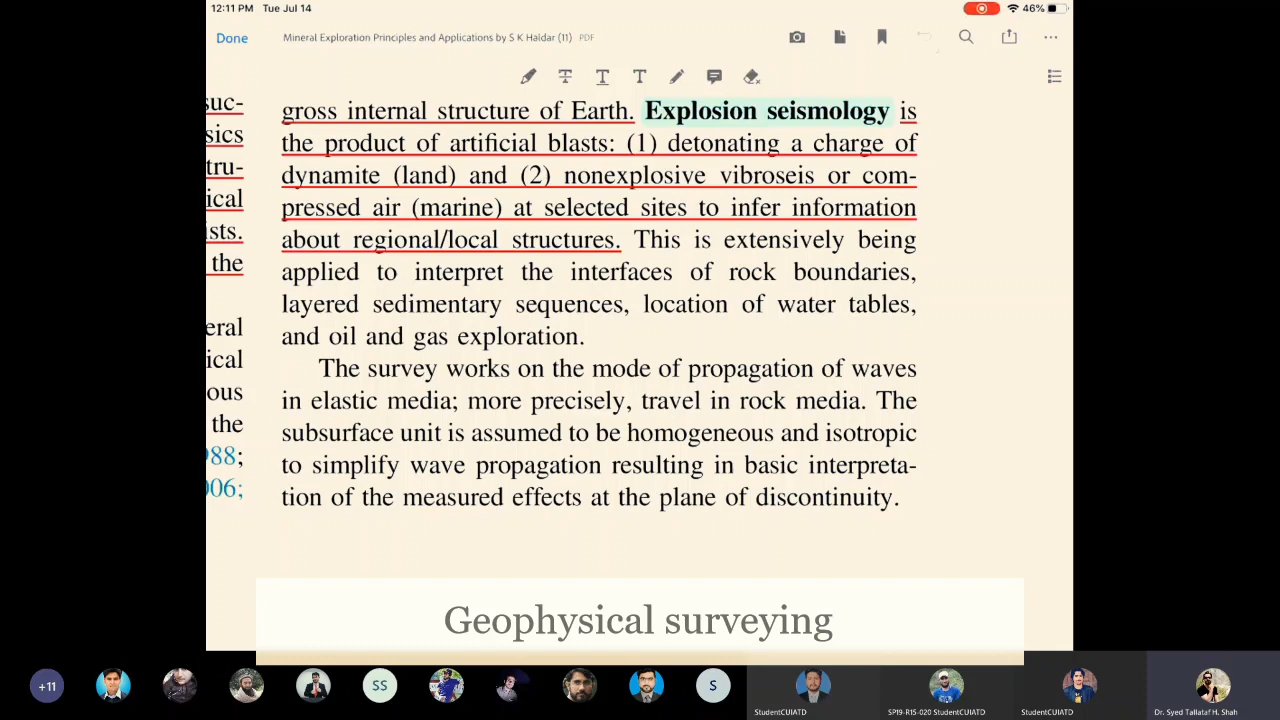 12:11 PM Tue Jul 14
46%
Done
Mineral Exploration Principles and Applications by S K Haldar (11) PDF
suc-
sics
tru-
ical
ists.
the
eral
ical
ous
the
988;
006;
gross internal structure of Earth. Explosion seismology is
the product of artificial blasts: (1) detonating a charge of
dynamite (land) and (2) nonexplosive vibroseis or com-
pressed air (marine) at selected sites to infer information
about regional/local structures. This is extensively being
applied to interpret the interfaces of rock boundaries,
layered sedimentary sequences, location of water tables,
and oil and gas exploration.
The survey works on the mode of propagation of waves
in elastic media; more precisely, travel in rock media. The
subsurface unit is assumed to be homogeneous and isotropic
to simplify wave propagation resulting in basic interpreta-
tion of the measured effects at the plane of discontinuity.
Geophysical surveying
+11
SS
S
StudentCUIATD
SP19-R15-020 StudentCUIATD
StudentCUIATD
Dr. Syed Tallataf H. Shah